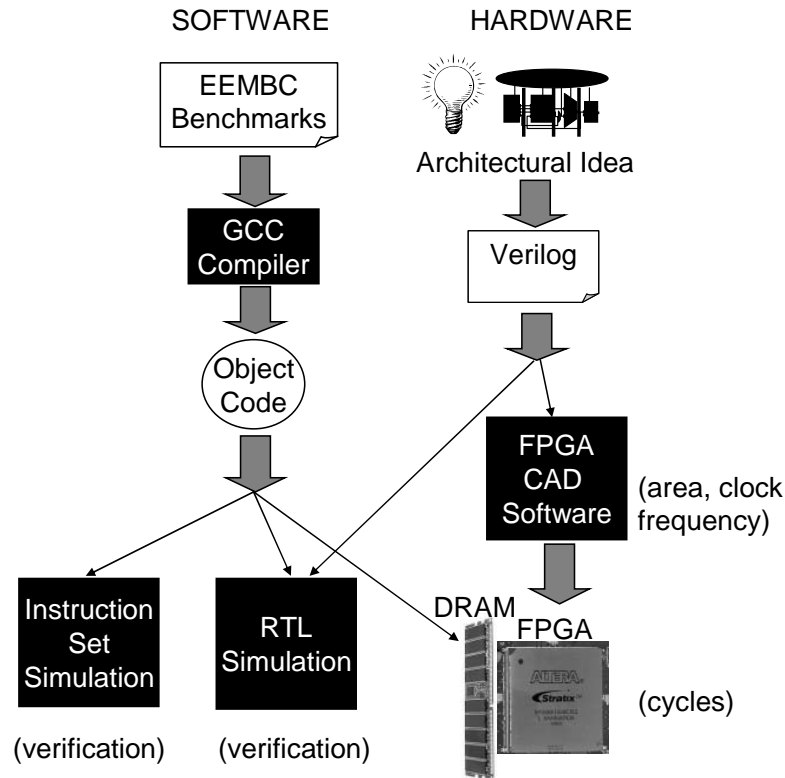 SOFTWARE
HARDWARE
EEMBC
Benchmarks
Architectural Idea
GCC
Compiler
Verilog
Object
Code
FPGA
CAD
Software
(area, clock
frequency)
Instruction
Set
Simulation
RTL
Simulation
DRAM
FPGA
ALTERA
Stratix
(cycles)
(verification)
(verification)